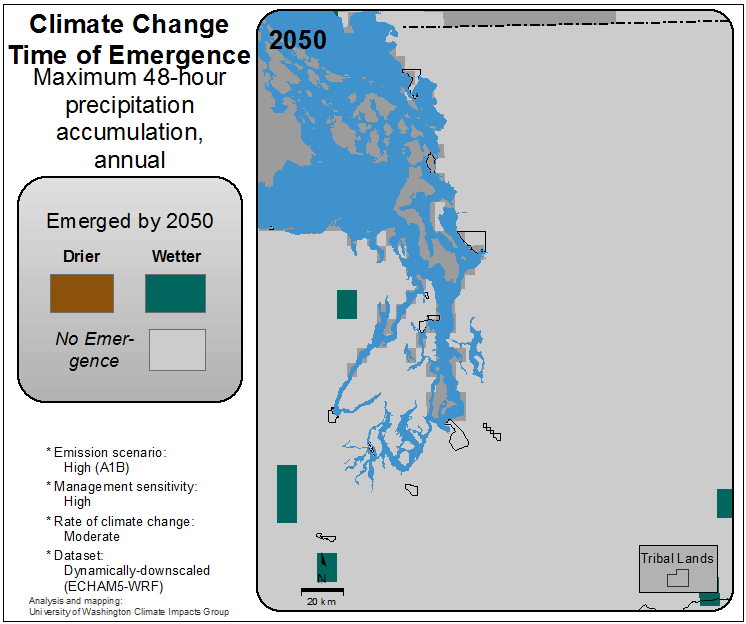 Climate Change
Time of Emergence
Maximum 48-hour
precipitation
accumulation,
annual
Emerged by 2050
Drier
Wetter
No Emer-
gence
* Emission scenario:
High (A1B)
* Management sensitivity:
High
* Rate of climate change:
Moderate
* Dataset:
Dynamically-downscaled
(ECHAM5-WRF)
Analysis and mapping:
University of Washington Climate Impacts Group
2050
N
20 km
Tribal Lands